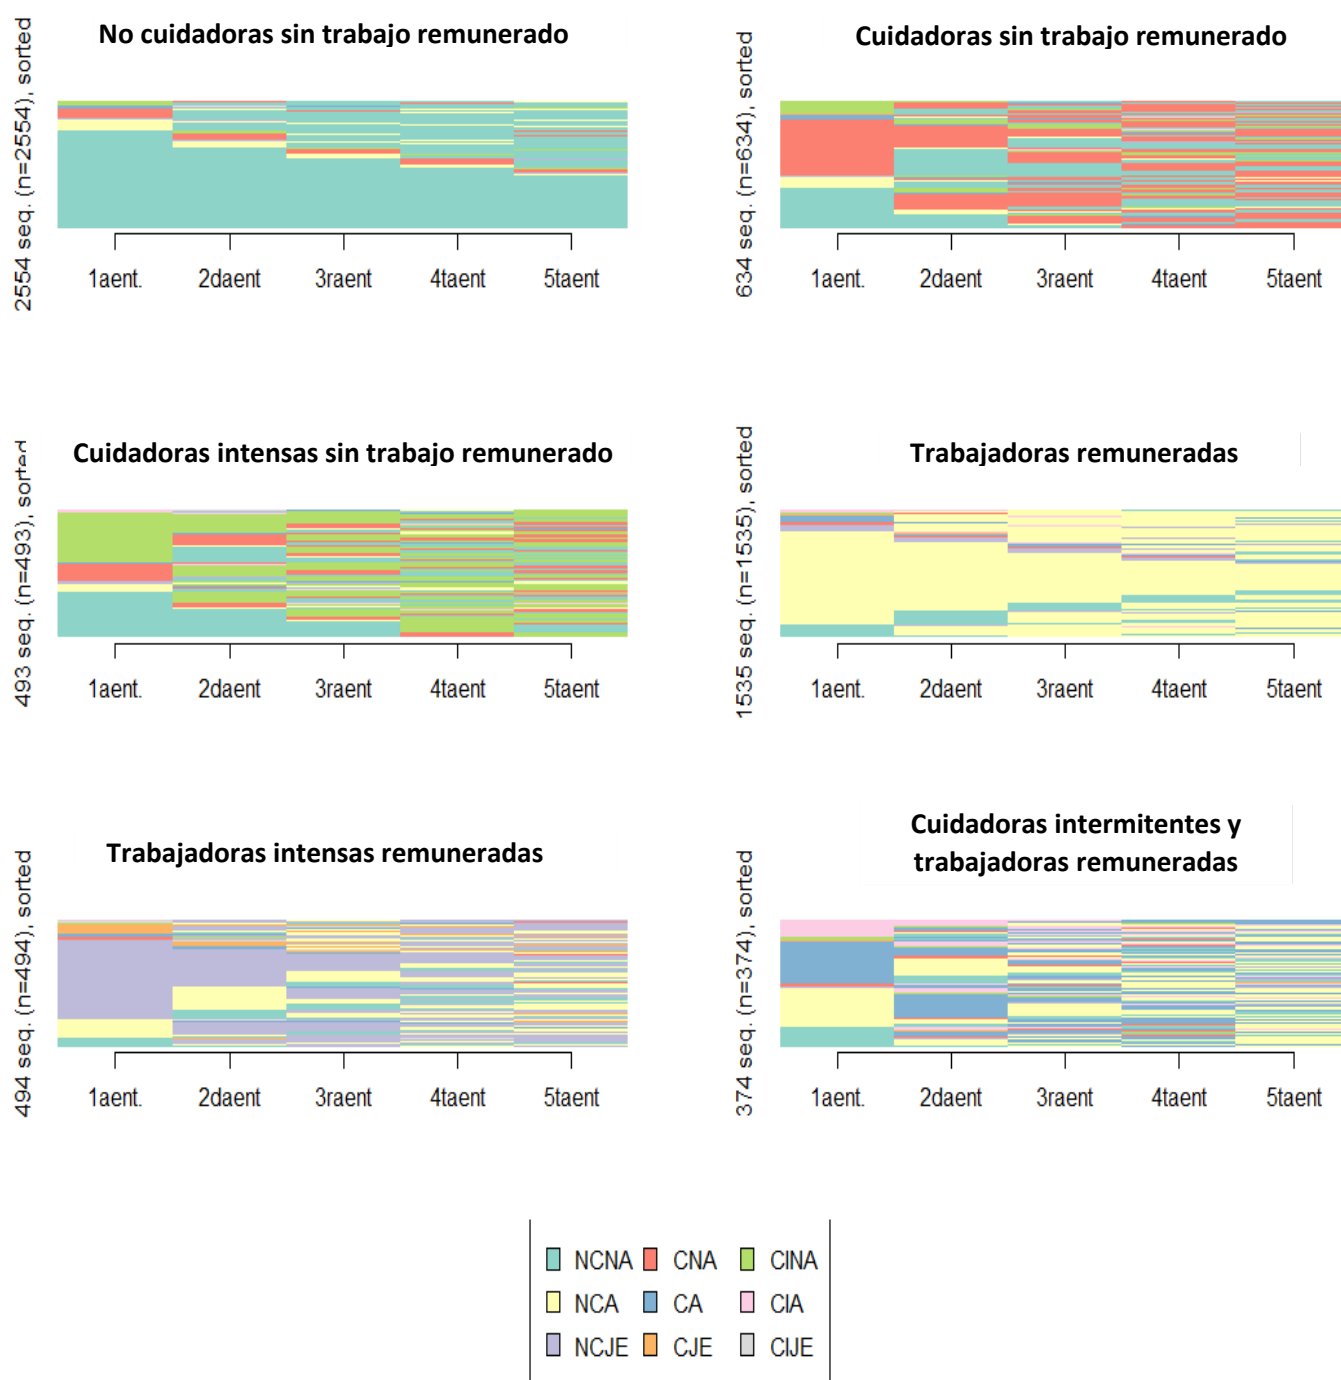 No cuidadoras sin trabajo remunerado
2554 seq. (n=2554), sorted
1aent. 2daent 3raent 4taent 5taent
Cuidadoras sin trabajo remunerado
634 seq. (n=634), sorted
1aent. 2daent 3raent 4taent 5taent
Cuidadoras intensas sin trabajo remunerado
493 seq. (n=493), sorted
1aent. 2daent 3raent 4taent 5taent
Trabajadoras remuneradas
1535 seq. (n=1535), sorted
1aent. 2daent 3raent 4taent 5taent
Trabajadoras intensas remuneradas
494 seq. (n=494), sorted
1aent. 2daent 3raent 4taent 5taent
Cuidadoras intermitentes y
trabajadoras remuneradas
374 seq. (n=374), sorted
1aent. 2daent 3raent 4taent 5taent
NCNA CNA CINA
NCA CA CIA
NCJE CJE CIJE